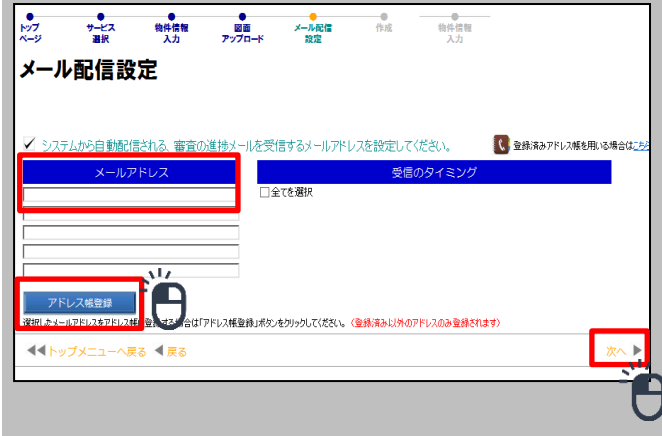 トップページ
サービス選択
物件情報入力
図面アップロード
メール配信設定
作成
物件情報入力
メール配信設定
システムから自動配信される、審査の進捗メールを受信するメールアドレスを設定してください。
登録済みアドレス帳を用いる場合はこちら
メールアドレス 受信のタイミング
全てを選択
アドレス帳登録
選択したメールアドレスをアドレス帳 登録する場合は「アドレス帳登録」ボタンをクリックしてください。（登録済み以外のアドレスのみ登録されます）
トップメニューへ戻る 戻る 次へ